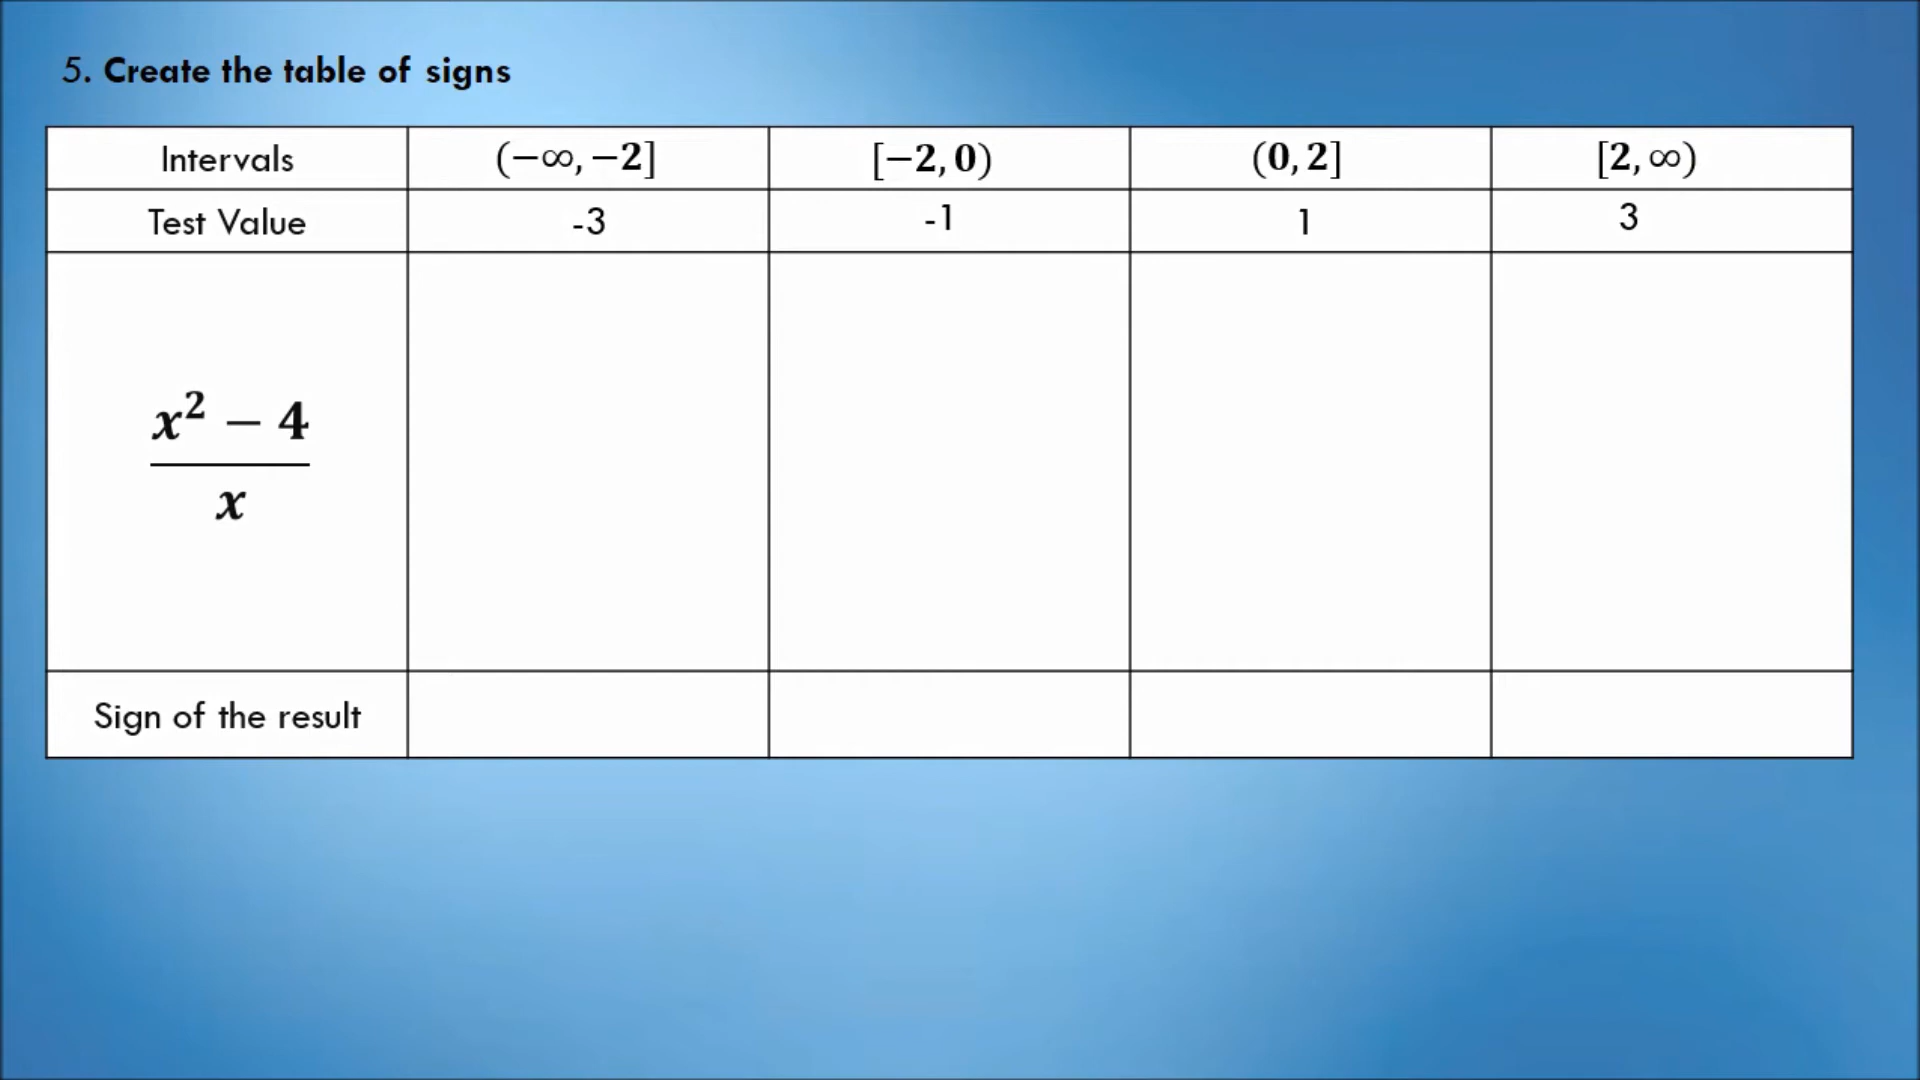 5. Create the table of signs
Intervals (−∞, −2] [−2, 0) (0, 2] [2, ∞)
Test Value -3 -1 1 3
x² − 4
x
Sign of the result